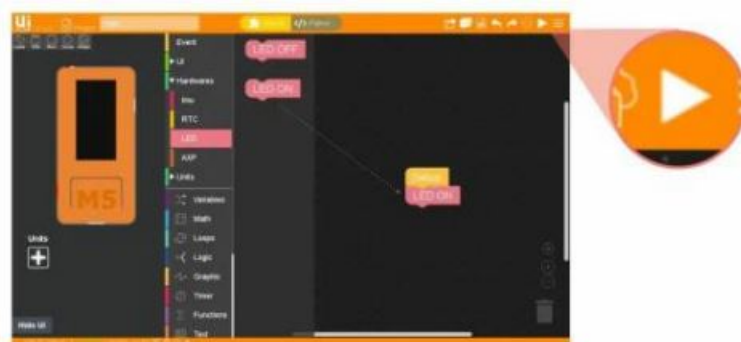 Ui
Event
UI
Hardwares
RTC
LED
AXP
Units
Variables
Math
Loops
Logic
Graphic
Timer
Functions
Text
LED OFF
LED ON
LED ON
M5
Units
Hide UI